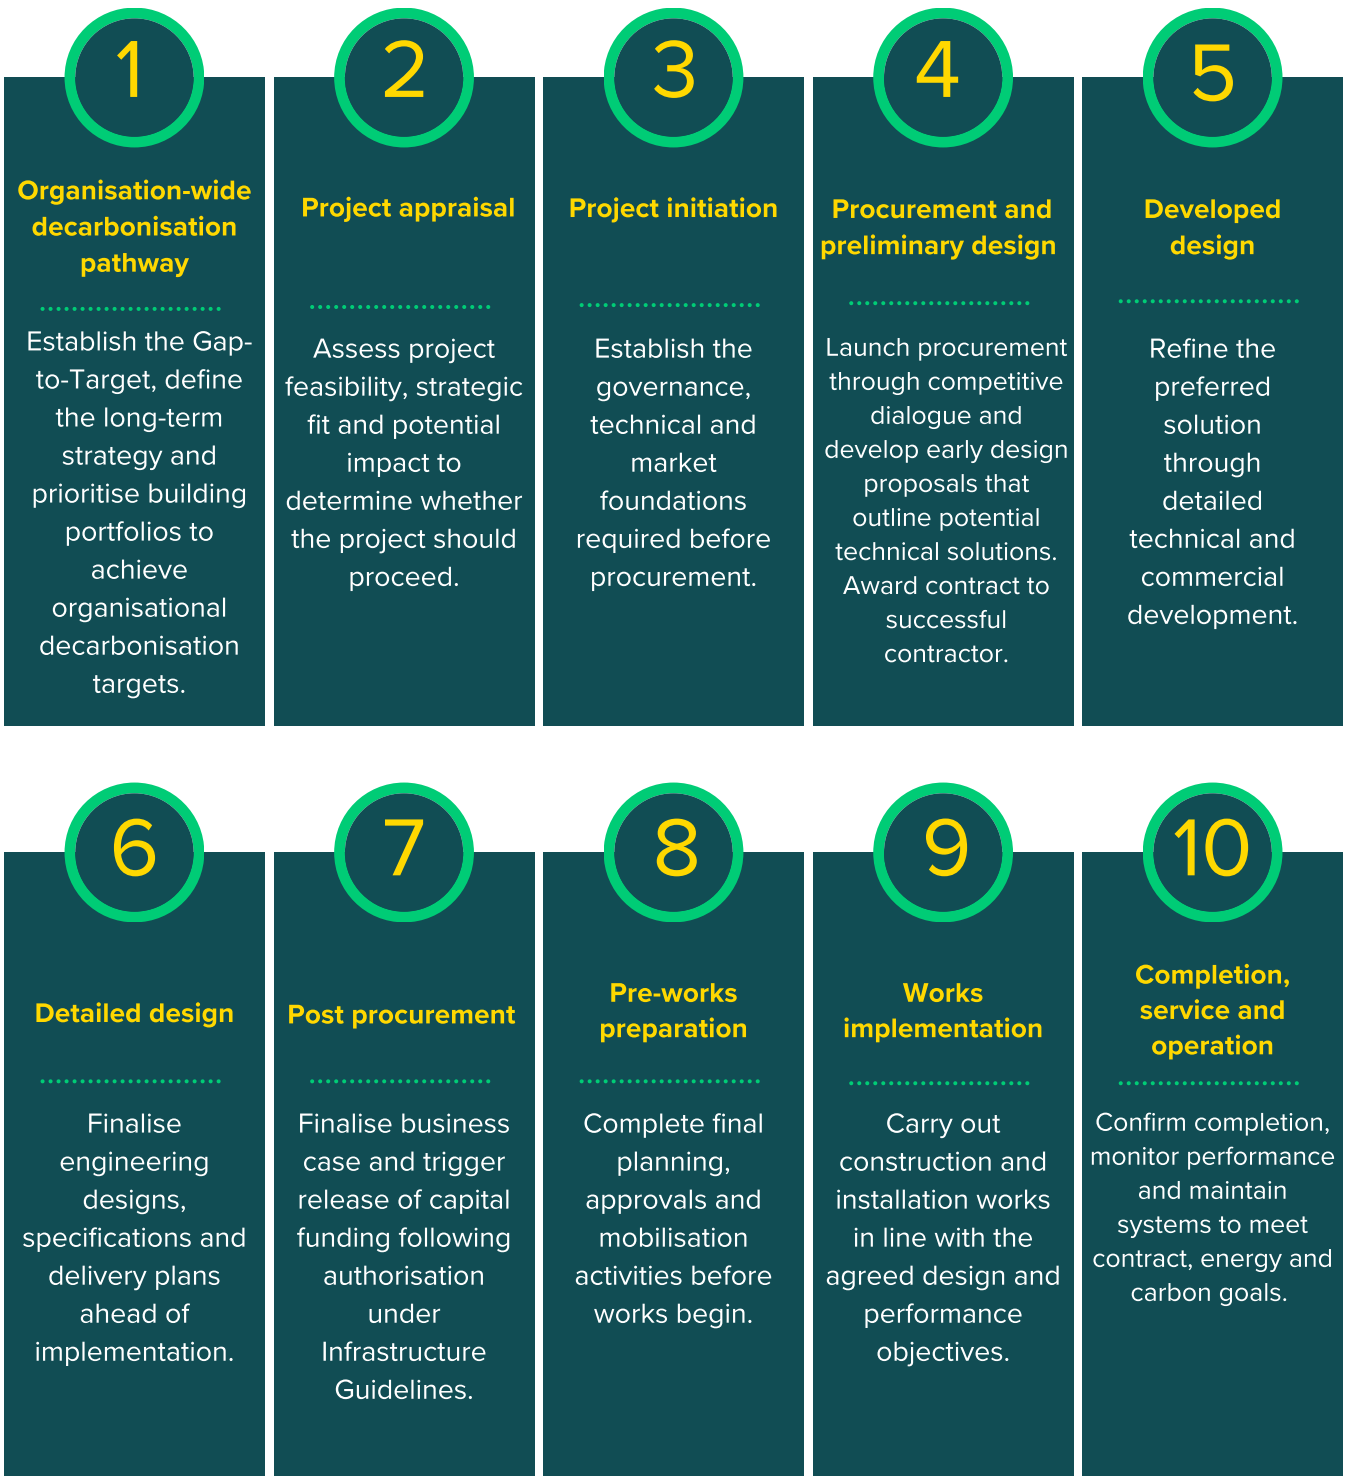 1
Organisation-wide
decarbonisation
pathway
Establish the Gap-
to-Target, define
the long-term
strategy and
prioritise building
portfolios to
achieve
organisational
decarbonisation
targets.
2
Project appraisal
Assess project
feasibility, strategic
fit and potential
impact to
determine whether
the project should
proceed.
3
Project initiation
Establish the
governance,
technical and
market
foundations
required before
procurement.
4
Procurement and
preliminary design
Launch procurement
through competitive
dialogue and
develop early design
proposals that
outline potential
technical solutions.
Award contract to
successful
contractor.
5
Developed
design
Refine the
preferred
solution
through
detailed
technical and
commercial
development.
6
Detailed design
Finalise
engineering
designs,
specifications and
delivery plans
ahead of
implementation.
7
Post procurement
Finalise business
case and trigger
release of capital
funding following
authorisation
under
Infrastructure
Guidelines.
8
Pre-works
preparation
Complete final
planning,
approvals and
mobilisation
activities before
works begin.
9
Works
implementation
Carry out
construction and
installation works
in line with the
agreed design and
performance
objectives.
10
Completion,
service and
operation
Confirm completion,
monitor performance
and maintain
systems to meet
contract, energy and
carbon goals.